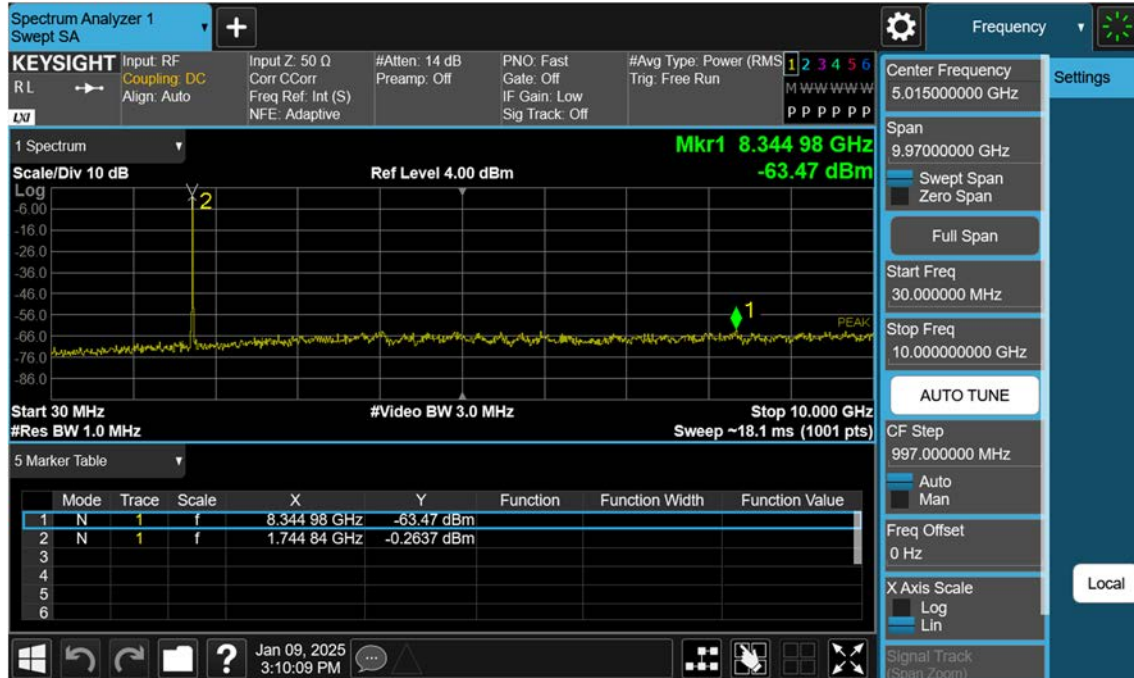 Spectrum Analyzer 1
Swept SA
Frequency
KEYSIGHT
RL
LXI
Input: RF
Coupling: DC
Align: Auto
Input Z: 50 Ω
Corr CCorr
Freq Ref: Int (S)
NFE: Adaptive
#Atten: 14 dB
Preamp: Off
PNO: Fast
Gate: Off
IF Gain: Low
Sig Track: Off
#Avg Type: Power (RMS
Trig: Free Run
1 2 3 4 5 6
M W W W W W
P P P P P P
1 Spectrum
Mkr1 8.344 98 GHz
-63.47 dBm
Scale/Div 10 dB
Ref Level 4.00 dBm
Log
-6.00
-16.0
-26.0
-36.0
-46.0
-56.0
-66.0
-76.0
-86.0
2
1
PEAK
Start 30 MHz
#Video BW 3.0 MHz
Stop 10.000 GHz
#Res BW 1.0 MHz
Sweep ~18.1 ms (1001 pts)
5 Marker Table
Mode Trace Scale X Y Function Function Width Function Value
1 N 1 f 8.344 98 GHz -63.47 dBm
2 N 1 f 1.744 84 GHz -0.2637 dBm
3
4
5
6
?
Jan 09, 2025
3:10:09 PM
Center Frequency
5.015000000 GHz
Settings
Span
9.97000000 GHz
Swept Span
Zero Span
Full Span
Start Freq
30.000000 MHz
Stop Freq
10.000000000 GHz
AUTO TUNE
CF Step
997.000000 MHz
Auto
Man
Freq Offset
0 Hz
X Axis Scale
Log
Lin
Local
Signal Track
(Span Zoom)